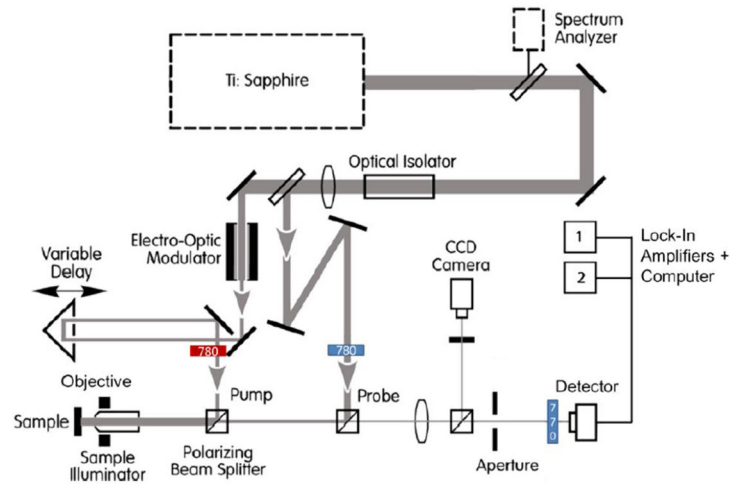 Spectrum
Analyzer
Ti: Sapphire
Optical Isolator
Electro-Optic
Modulator
Variable
Delay
CCD
Camera
1
2
Lock-In
Amplifiers +
Computer
780
780
Objective
Pump
Probe
Detector
Sample
770
Sample
Illuminator
Polarizing
Beam Splitter
Aperture